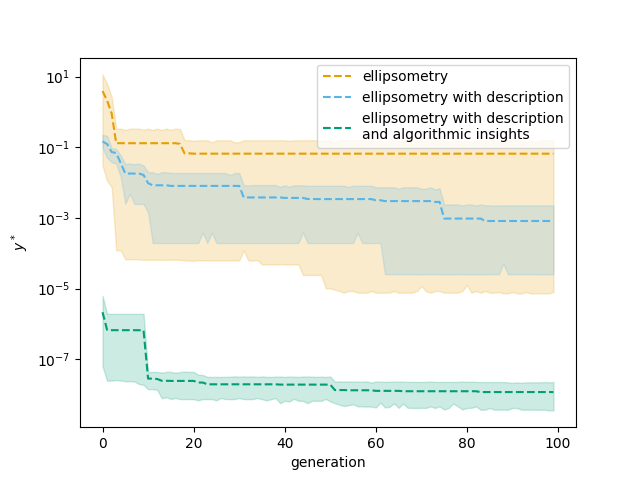 10^1
10^-1
10^-3
10^-5
10^-7
y*
0
20
40
60
80
100
generation
ellipsometry
ellipsometry with description
ellipsometry with description
and algorithmic insights